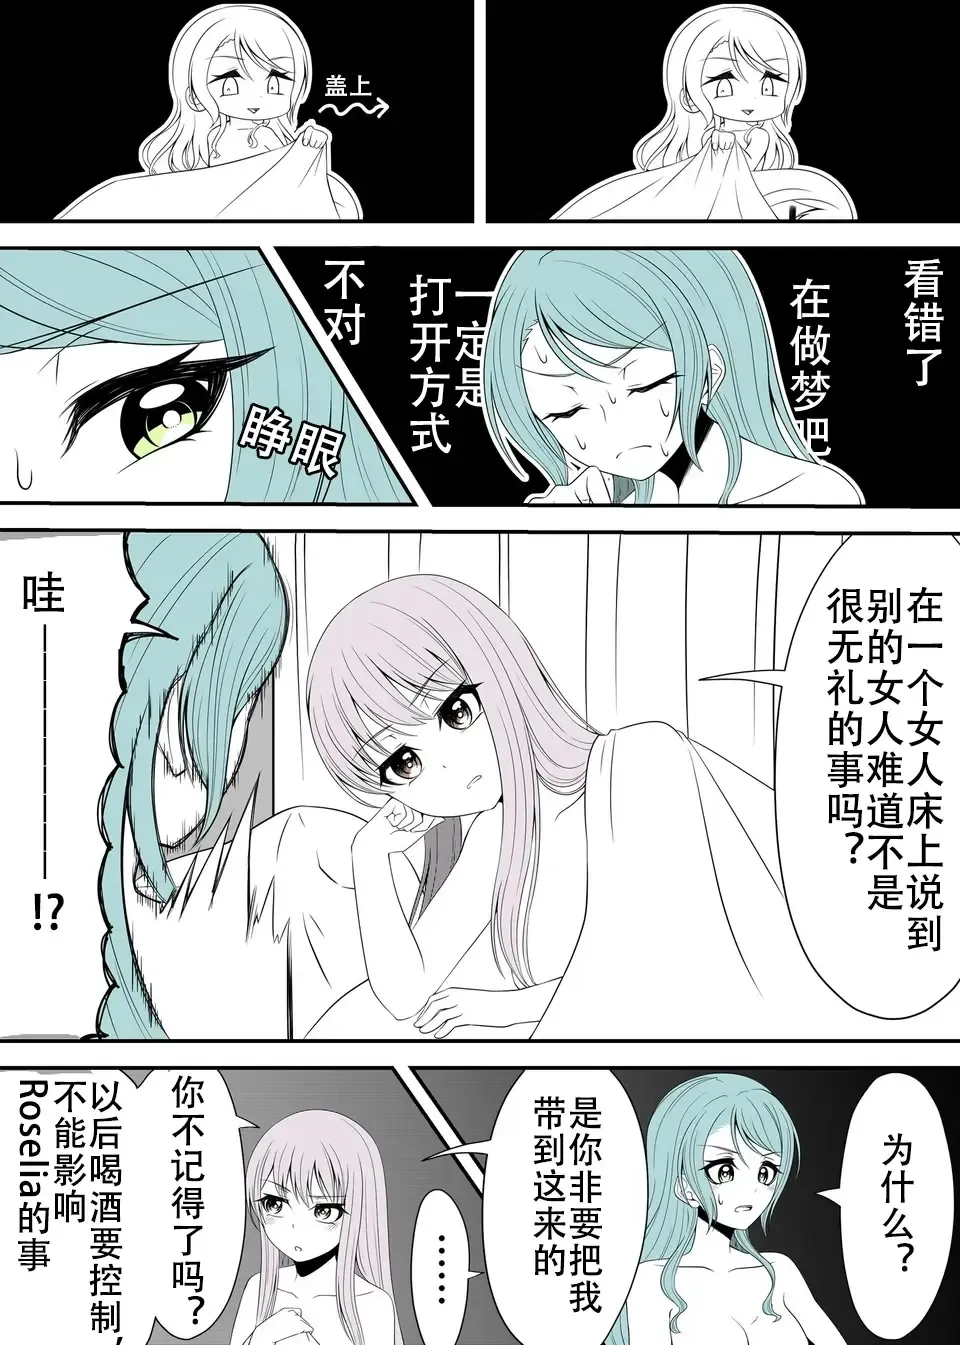 盖上
看错了
在做梦吧
一定是
打开方式
不对
睁眼
在一个女人床上说到
别的女人难道不是
很无礼的事吗？
哇——————!?
为什么？
是你非要把我
带到这来的
……
你不记得了吗？
以后喝酒要控制，
不能影响
Roselia的事